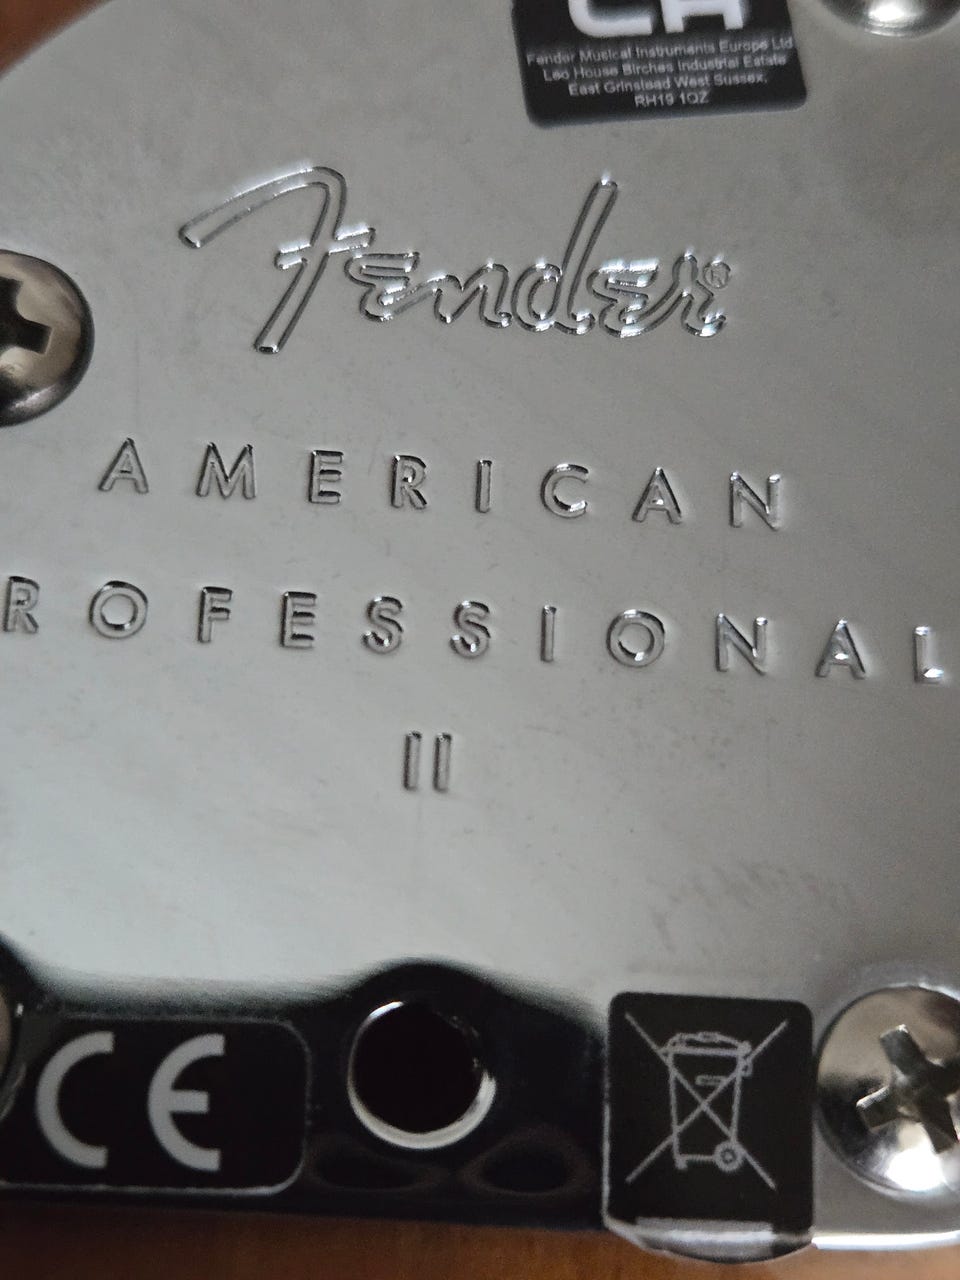 Fender Musical Instruments Europe Ltd
Leo House Birches Industrial Estate
East Grinstead West Sussex,
RH19 1QZ
Fender®
AMERICAN
ROFESSIONAL
II
CE